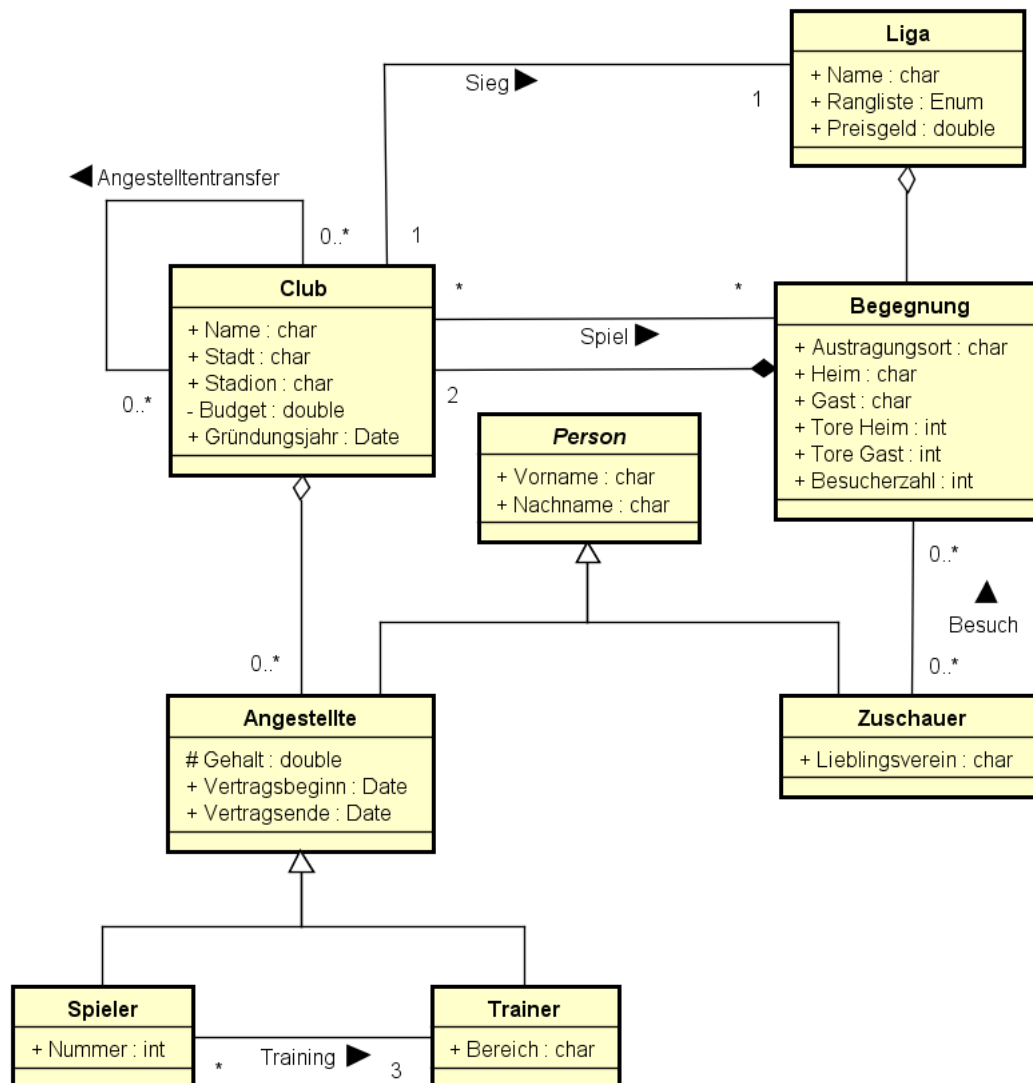 Liga
+ Name : char
+ Rangliste : Enum
+ Preisgeld : double
Sieg ►
1
◄ Angestelltentransfer
0..*
1
Club
+ Name : char
+ Stadt : char
+ Stadion : char
- Budget : double
+ Gründungsjahr : Date
0..*
*
*
Spiel ►
2
Begegnung
+ Austragungsort : char
+ Heim : char
+ Gast : char
+ Tore Heim : int
+ Tore Gast : int
+ Besucherzahl : int
Person
+ Vorname : char
+ Nachname : char
0..*
▲
Besuch
0..*
0..*
Angestellte
# Gehalt : double
+ Vertragsbeginn : Date
+ Vertragsende : Date
Zuschauer
+ Lieblingsverein : char
Spieler
+ Nummer : int
* Training ► 3
Trainer
+ Bereich : char